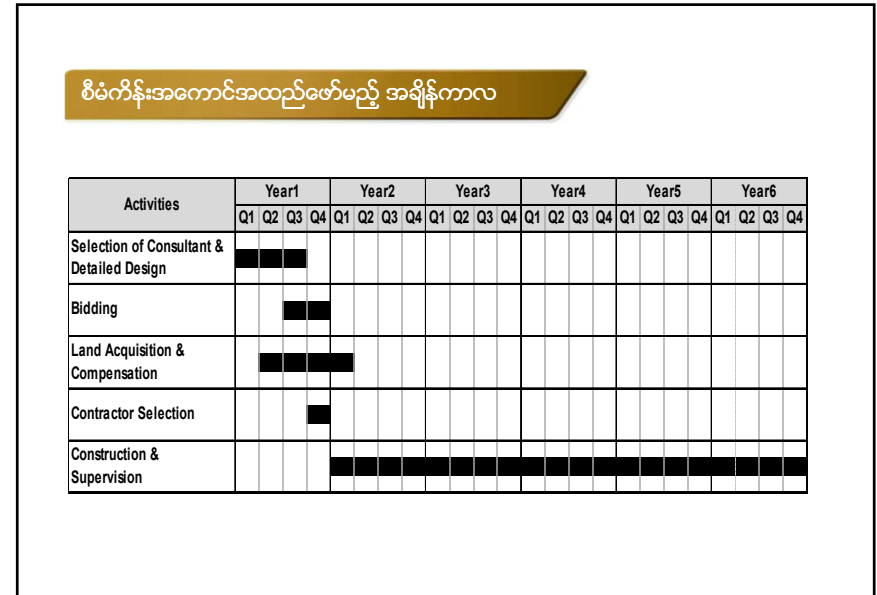 စီမံကိန်းအကောင်အထည်ဖော်မည့် အချိန်ကာလ
Activities Year1 Year2 Year3 Year4 Year5 Year6
Q1 Q2 Q3 Q4 Q1 Q2 Q3 Q4 Q1 Q2 Q3 Q4 Q1 Q2 Q3 Q4 Q1 Q2 Q3 Q4 Q1 Q2 Q3 Q4
Selection of Consultant &
Detailed Design
Bidding
Land Acquisition &
Compensation
Contractor Selection
Construction &
Supervision